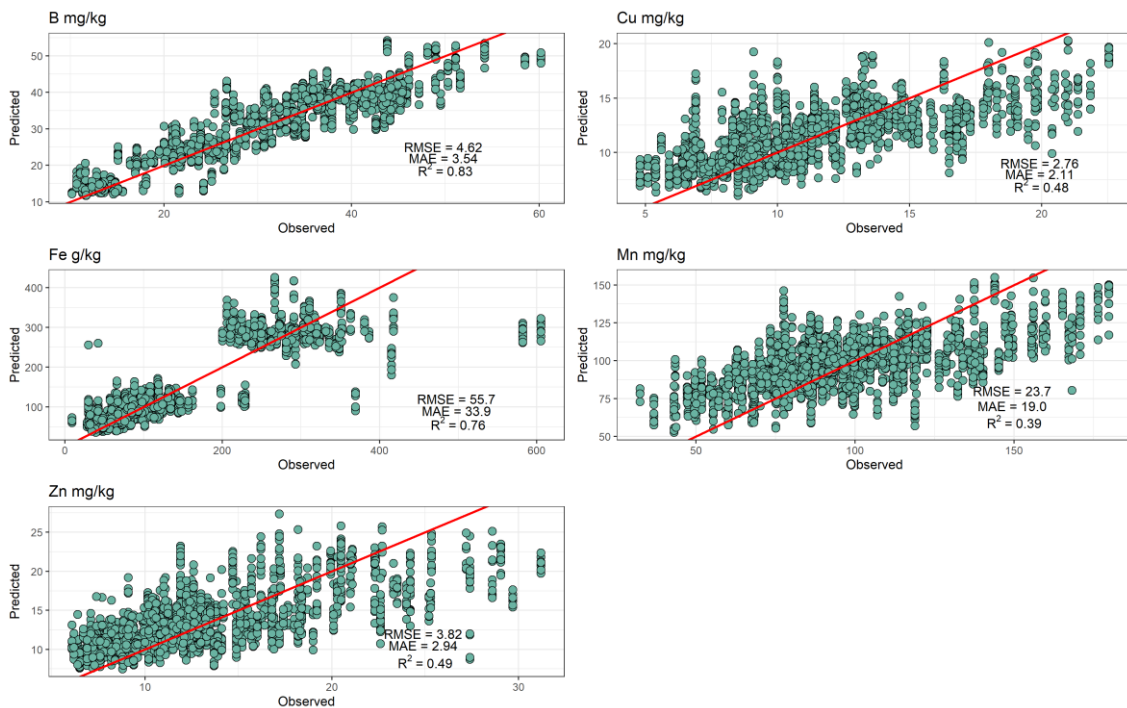 B mg/kg
50
40
30
20
10
Predicted
RMSE = 4.62
MAE = 3.54
R² = 0.83
20
40
60
Observed
Cu mg/kg
20
15
10
Predicted
RMSE = 2.76
MAE = 2.11
R² = 0.48
5
10
15
20
Observed
Fe g/kg
400
300
200
100
Predicted
RMSE = 55.7
MAE = 33.9
R² = 0.76
0
200
400
600
Observed
Mn mg/kg
150
125
100
75
50
Predicted
RMSE = 23.7
MAE = 19.0
R² = 0.39
50
100
150
Observed
Zn mg/kg
25
20
15
10
Predicted
RMSE = 3.82
MAE = 2.94
R² = 0.49
10
20
30
Observed